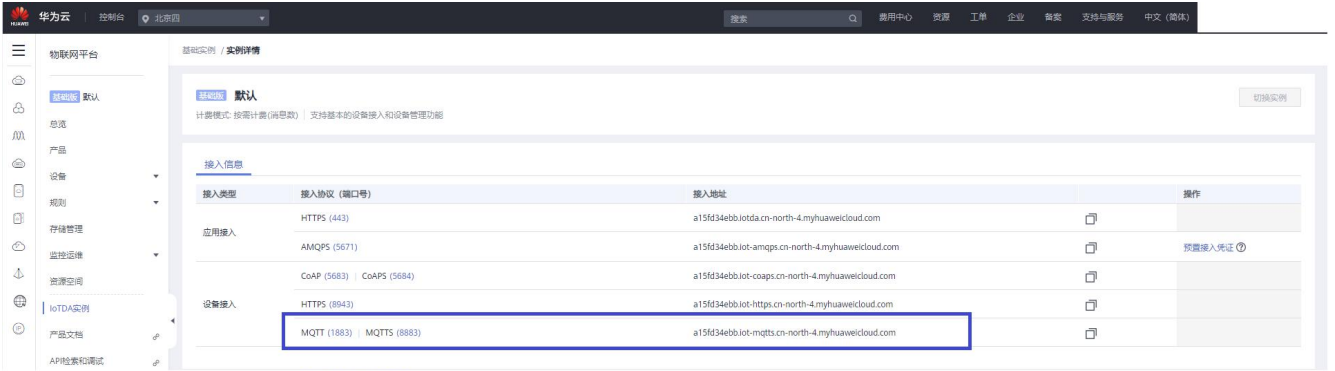 HUAWEI 华为云 控制台 北京四 搜索 费用中心 资源 工单 企业 备案 支持与服务 中文（简体）
物联网平台
基础版 默认
总览
产品
设备
规则
存储管理
监控运维
资源空间
IoTDA实例
产品文档
API检索和调试
基础实例 / 实例详情
基础版 默认
切换实例
计费模式: 按需计费(消息数) | 支持基本的设备接入和设备管理功能
接入信息
接入类型 接入协议（端口号） 接入地址 操作
应用接入
HTTPS (443) a15fd34ebb.iotda.cn-north-4.myhuaweicloud.com
AMQPS (5671) a15fd34ebb.iot-amqps.cn-north-4.myhuaweicloud.com 预置接入凭证
设备接入
CoAP (5683) | CoAPS (5684) a15fd34ebb.iot-coaps.cn-north-4.myhuaweicloud.com
HTTPS (8943) a15fd34ebb.iot-https.cn-north-4.myhuaweicloud.com
MQTT (1883) | MQTTS (8883) a15fd34ebb.iot-mqtts.cn-north-4.myhuaweicloud.com